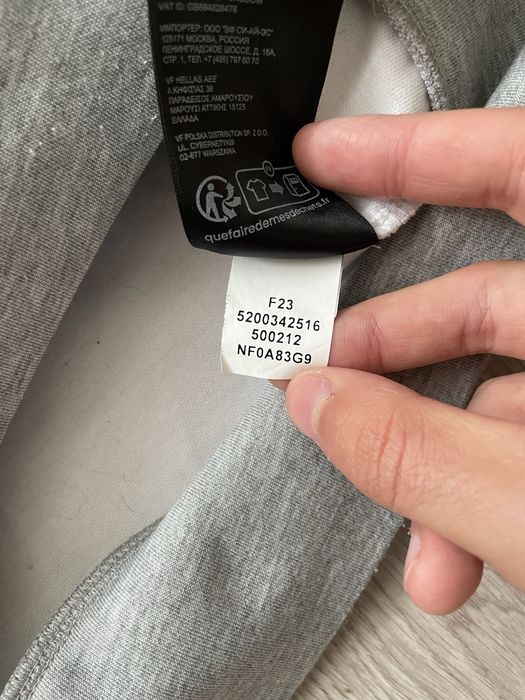 VAT ID: GB684828478
ИМПОРТЕР: ООО "ВФ СИ-АЙ-ЭС"
125171 МОСКВА, РОССИЯ
ЛЕНИНГРАДСКОЕ ШОССЕ, Д. 16А,
СТР. 1, ТЕЛ. +7 (495) 797 60 70
VF HELLAS AEE
Λ.ΚΗΦΙΣΙΑΣ 36
ΠΑΡΑΔΕΙΣΟΣ ΑΜΑΡΟΥΣΙΟΥ
ΜΑΡΟΥΣΙ ΑΤΤΙΚΗΣ 15125
ΕΛΛΑΔΑ
VF POLSKA DISTRIBUTION SP. Z O.O.
UL. CYBERNETYKI
02-677 WARSZAWA
FR
quefairedemesdechets.fr
F23
5200342516
500212
NF0A83G9